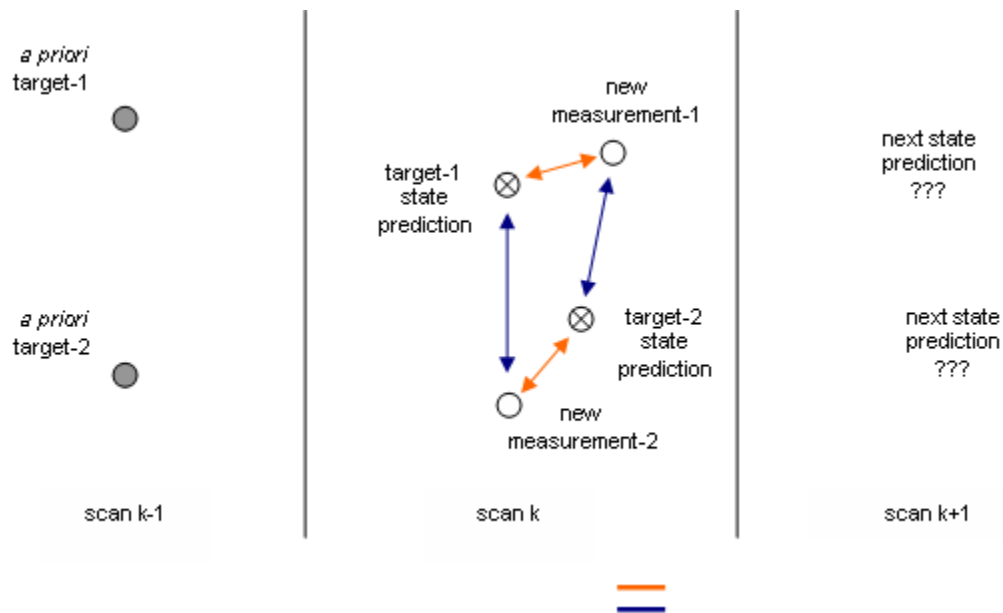 a priori
target-1
a priori
target-2
scan k-1
new
measurement-1
target-1
state
prediction
target-2
state
prediction
new
measurement-2
scan k
next state
prediction
???
next state
prediction
???
scan k+1